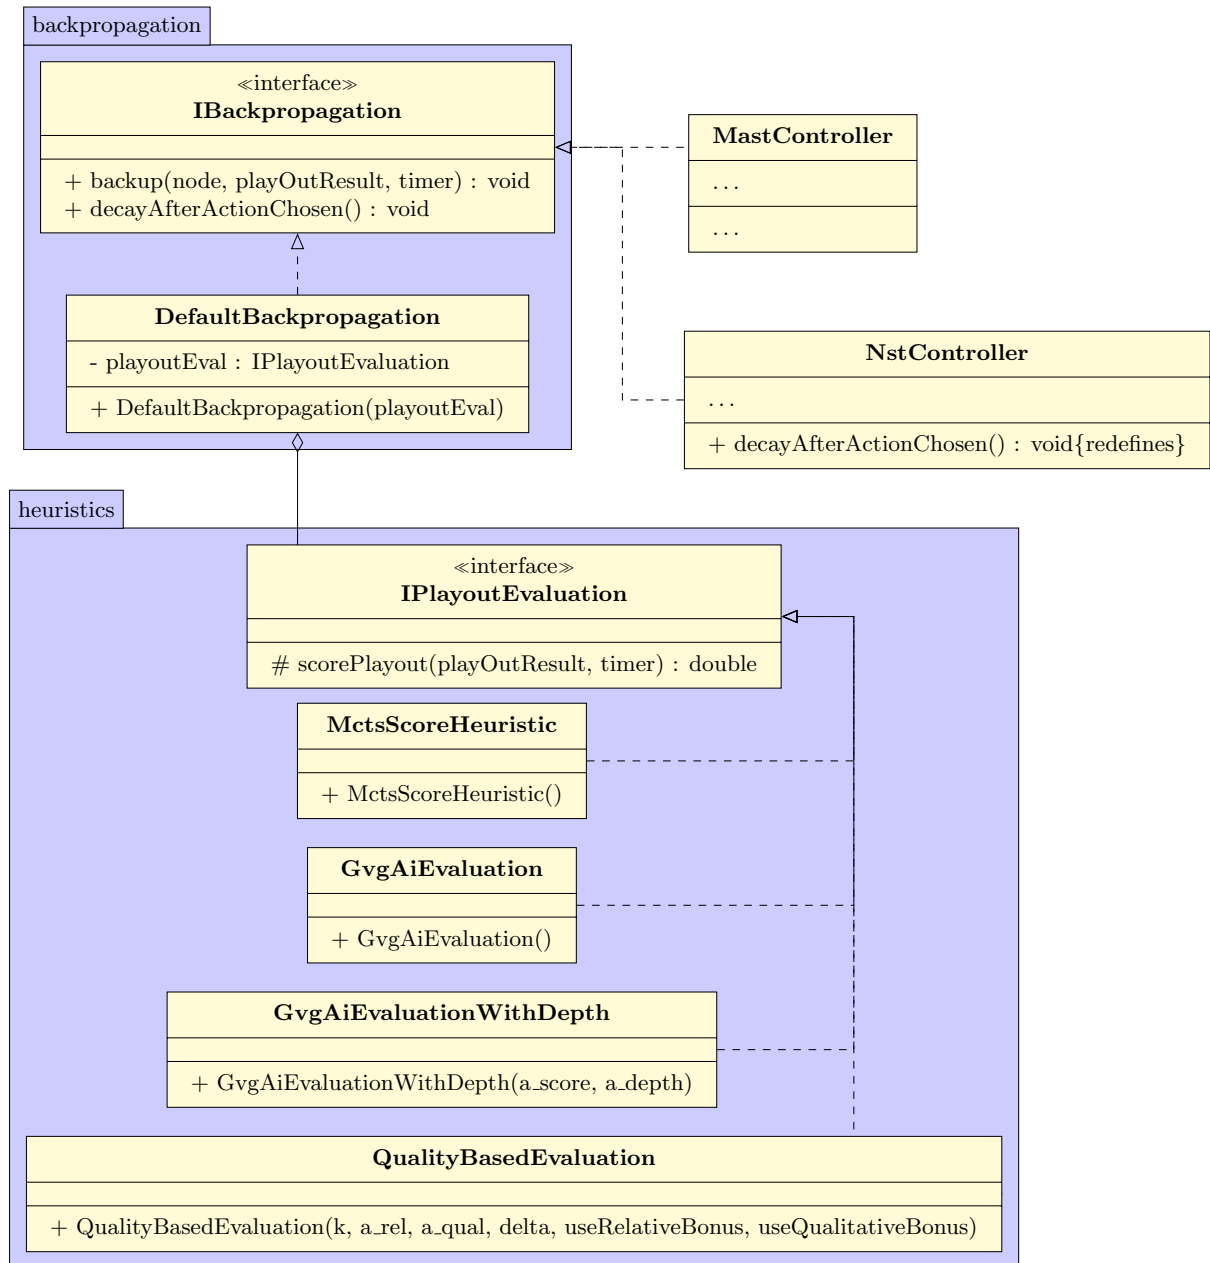 backpropagation
≪interface≫
IBackpropagation
+ backup(node, playOutResult, timer) : void
+ decayAfterActionChosen() : void
MastController
...
...
DefaultBackpropagation
- playoutEval : IPlayoutEvaluation
+ DefaultBackpropagation(playoutEval)
NstController
...
+ decayAfterActionChosen() : void{redefines}
heuristics
≪interface≫
IPlayoutEvaluation
# scorePlayout(playOutResult, timer) : double
MctsScoreHeuristic
+ MctsScoreHeuristic()
GvgAiEvaluation
+ GvgAiEvaluation()
GvgAiEvaluationWithDepth
+ GvgAiEvaluationWithDepth(a_score, a_depth)
QualityBasedEvaluation
+ QualityBasedEvaluation(k, a_rel, a_qual, delta, useRelativeBonus, useQualitativeBonus)